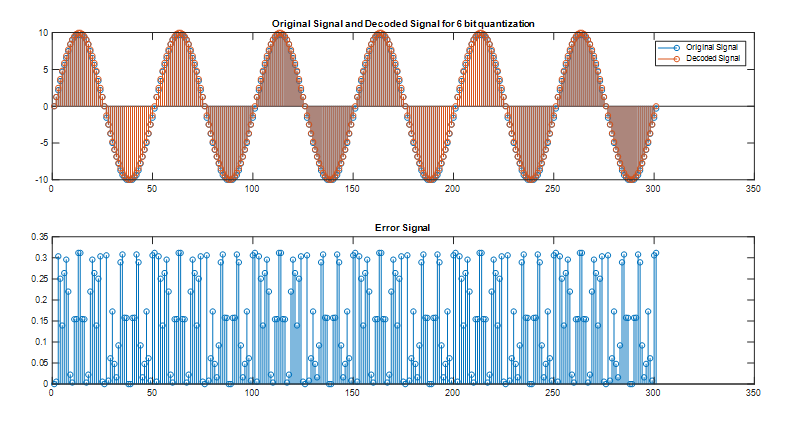 Original Signal and Decoded Signal for 6 bit quantization
10
5
0
-5
-10
0 50 100 150 200 250 300 350
Original Signal
Decoded Signal
Error Signal
0.35
0.3
0.25
0.2
0.15
0.1
0.05
0
0 50 100 150 200 250 300 350